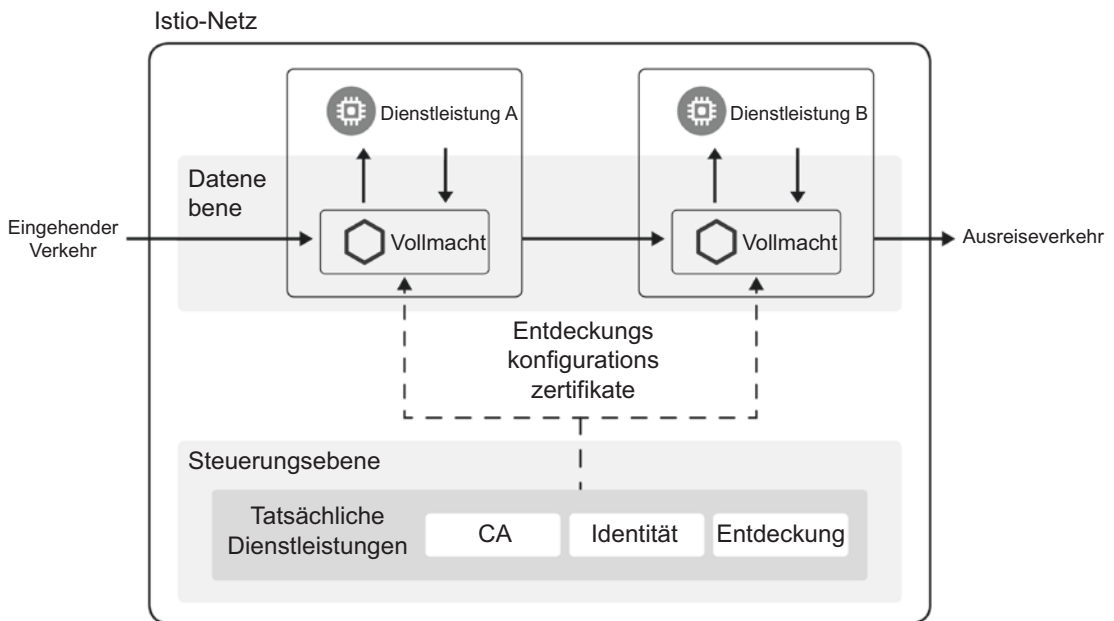 Istio-Netz
Dienstleistung A
Dienstleistung B
Datene
bene
Eingehender
Verkehr
Vollmacht
Vollmacht
Ausreiseverkehr
Entdeckungs
konfigurations
zertifikate
Steuerungsebene
Tatsächliche
Dienstleistungen
CA
Identität
Entdeckung